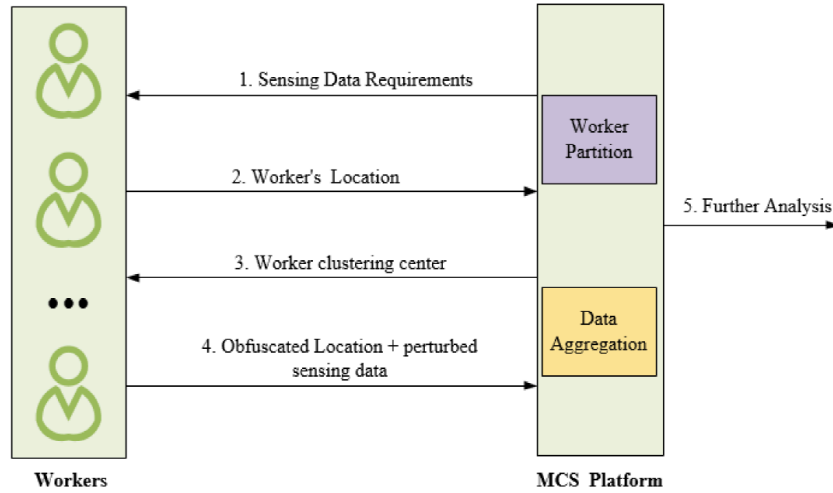 1. Sensing Data Requirements
Worker
Partition
2. Worker's Location
5. Further Analysis
3. Worker clustering center
Data
Aggregation
4. Obfuscated Location + perturbed
sensing data
Workers
MCS Platform